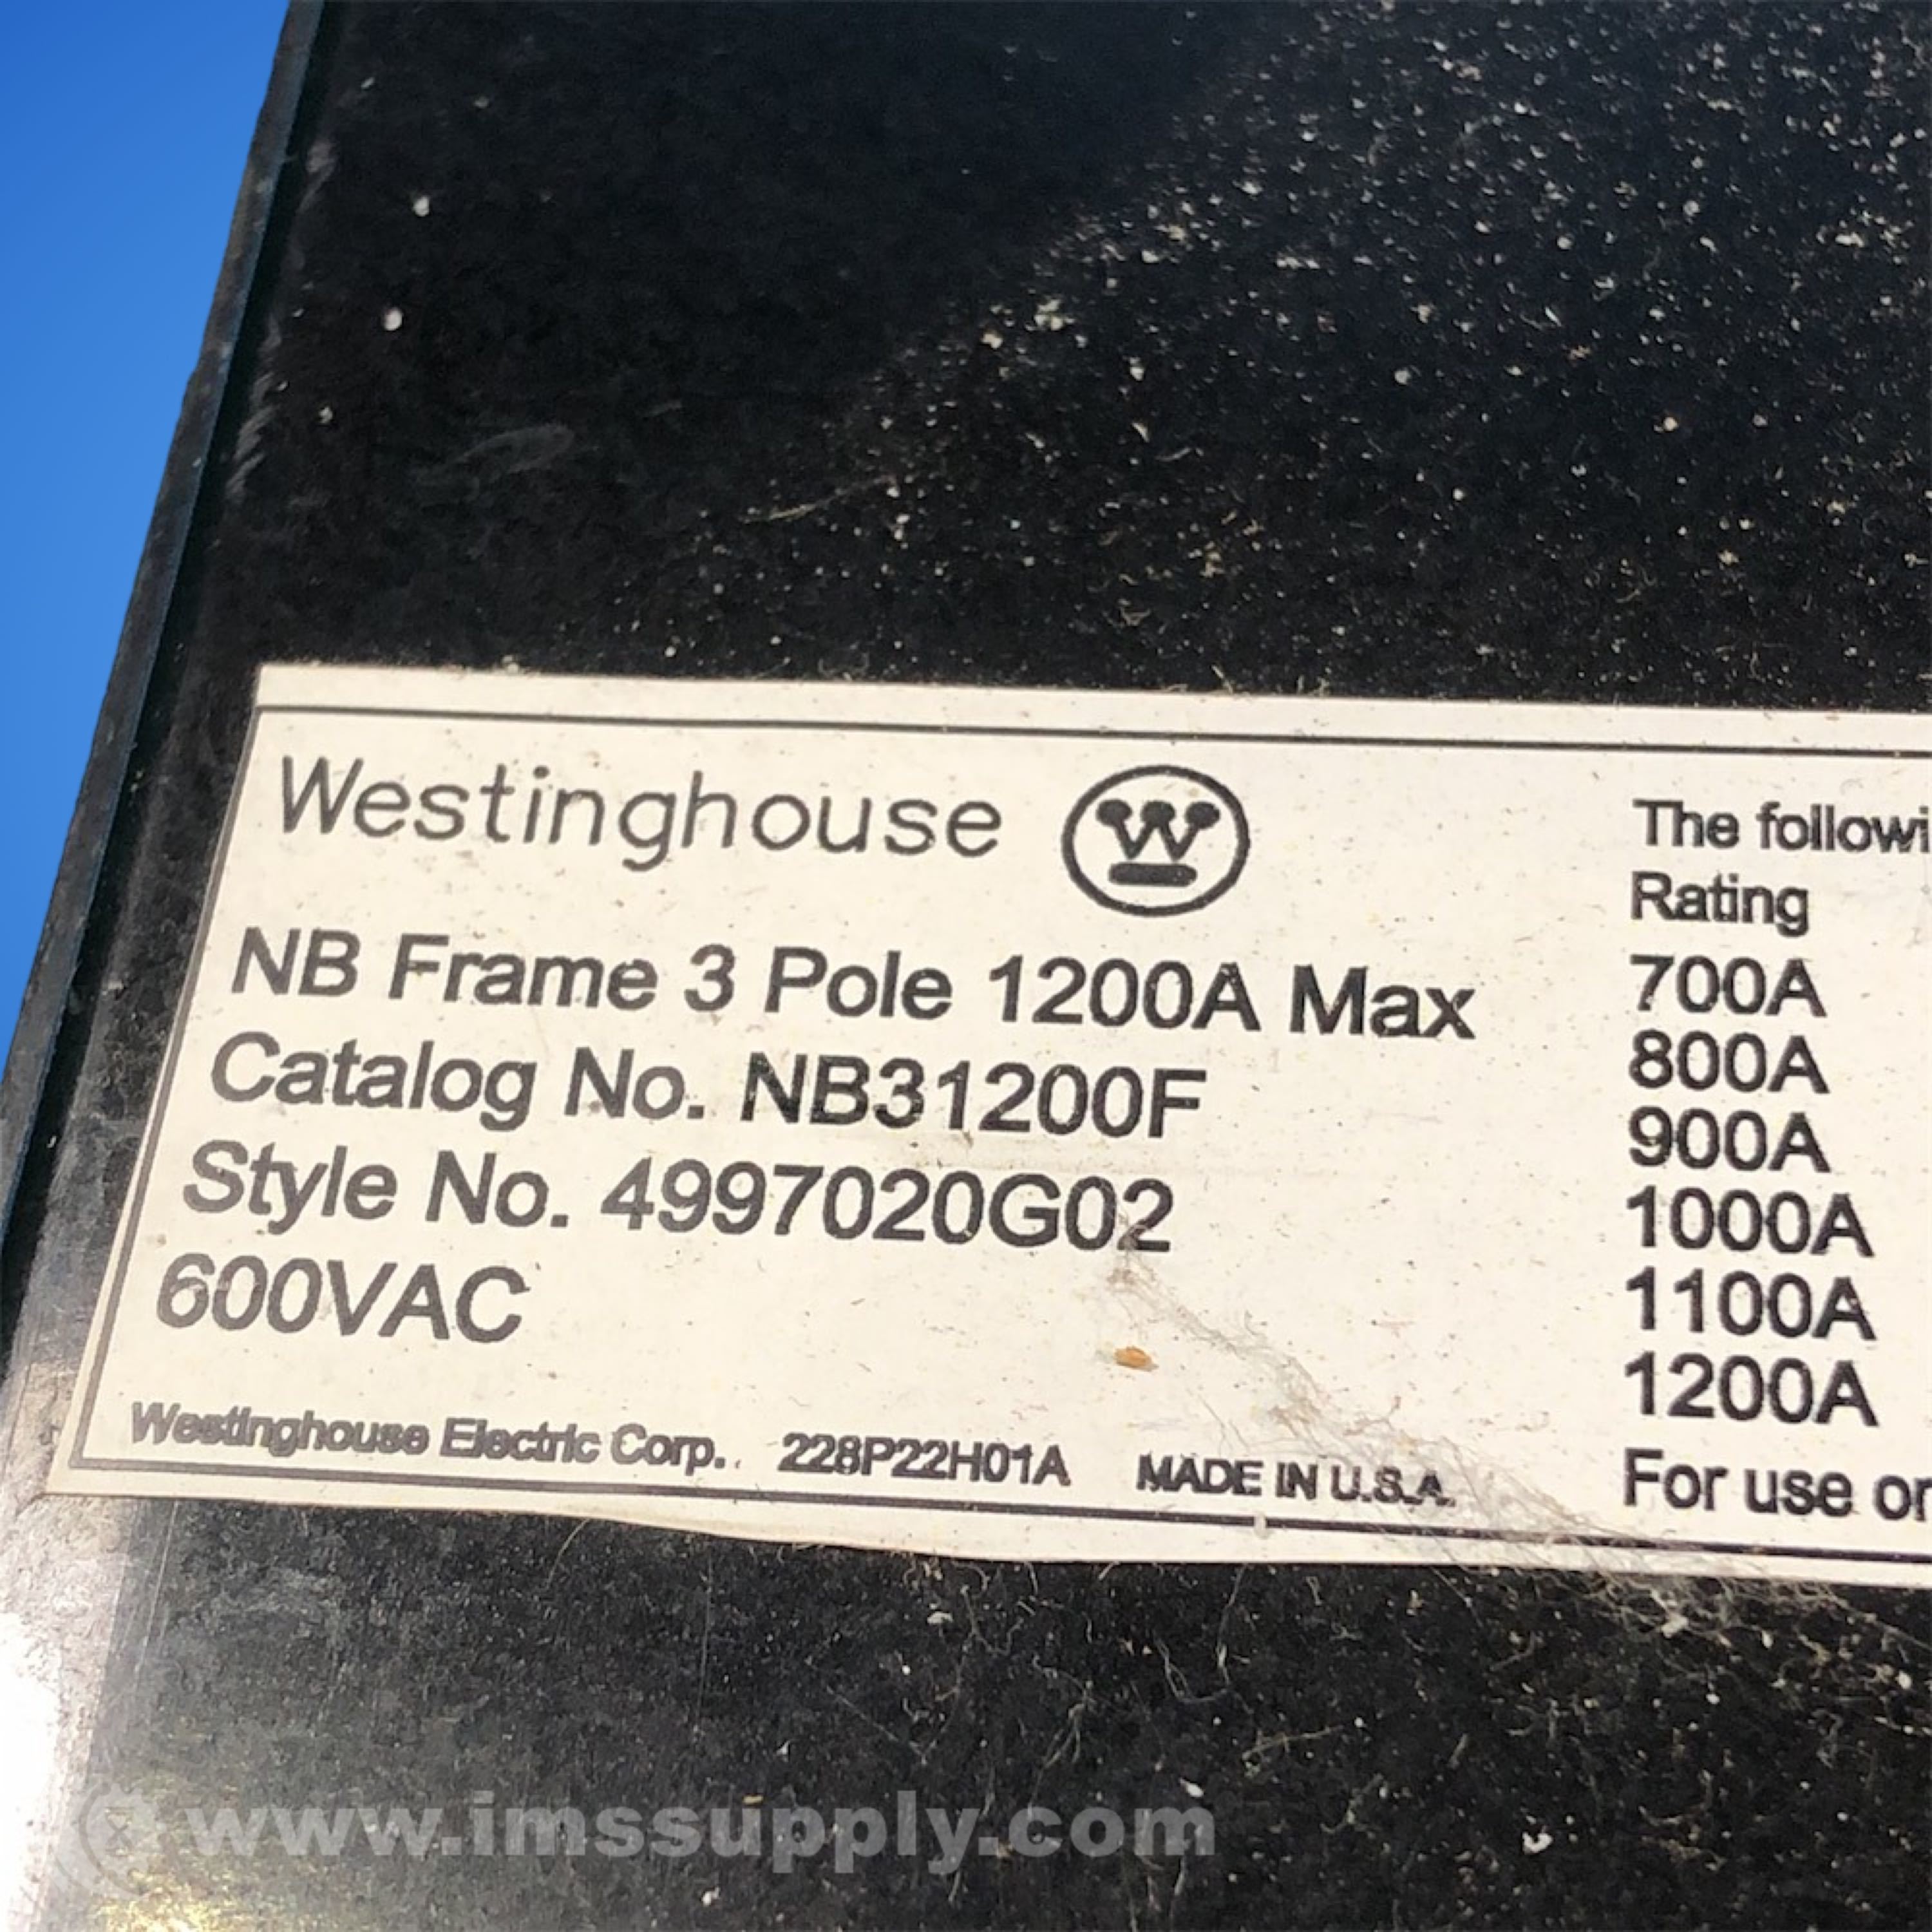 Westinghouse W
NB Frame 3 Pole 1200A Max
Catalog No. NB31200F
Style No. 4997020G02
600VAC
Westinghouse Electric Corp. 228P22H01A MADE IN U.S.A.
The followi
Rating
700A
800A
900A
1000A
1100A
1200A
For use or
www.imssupply.com